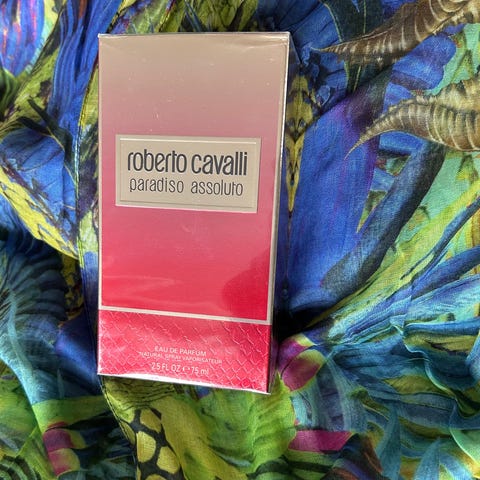 roberto cavalli
paradiso assoluto
EAU DE PARFUM
NATURAL SPRAY VAPORISATEUR
2.5 FL OZ ℮ 75 ml